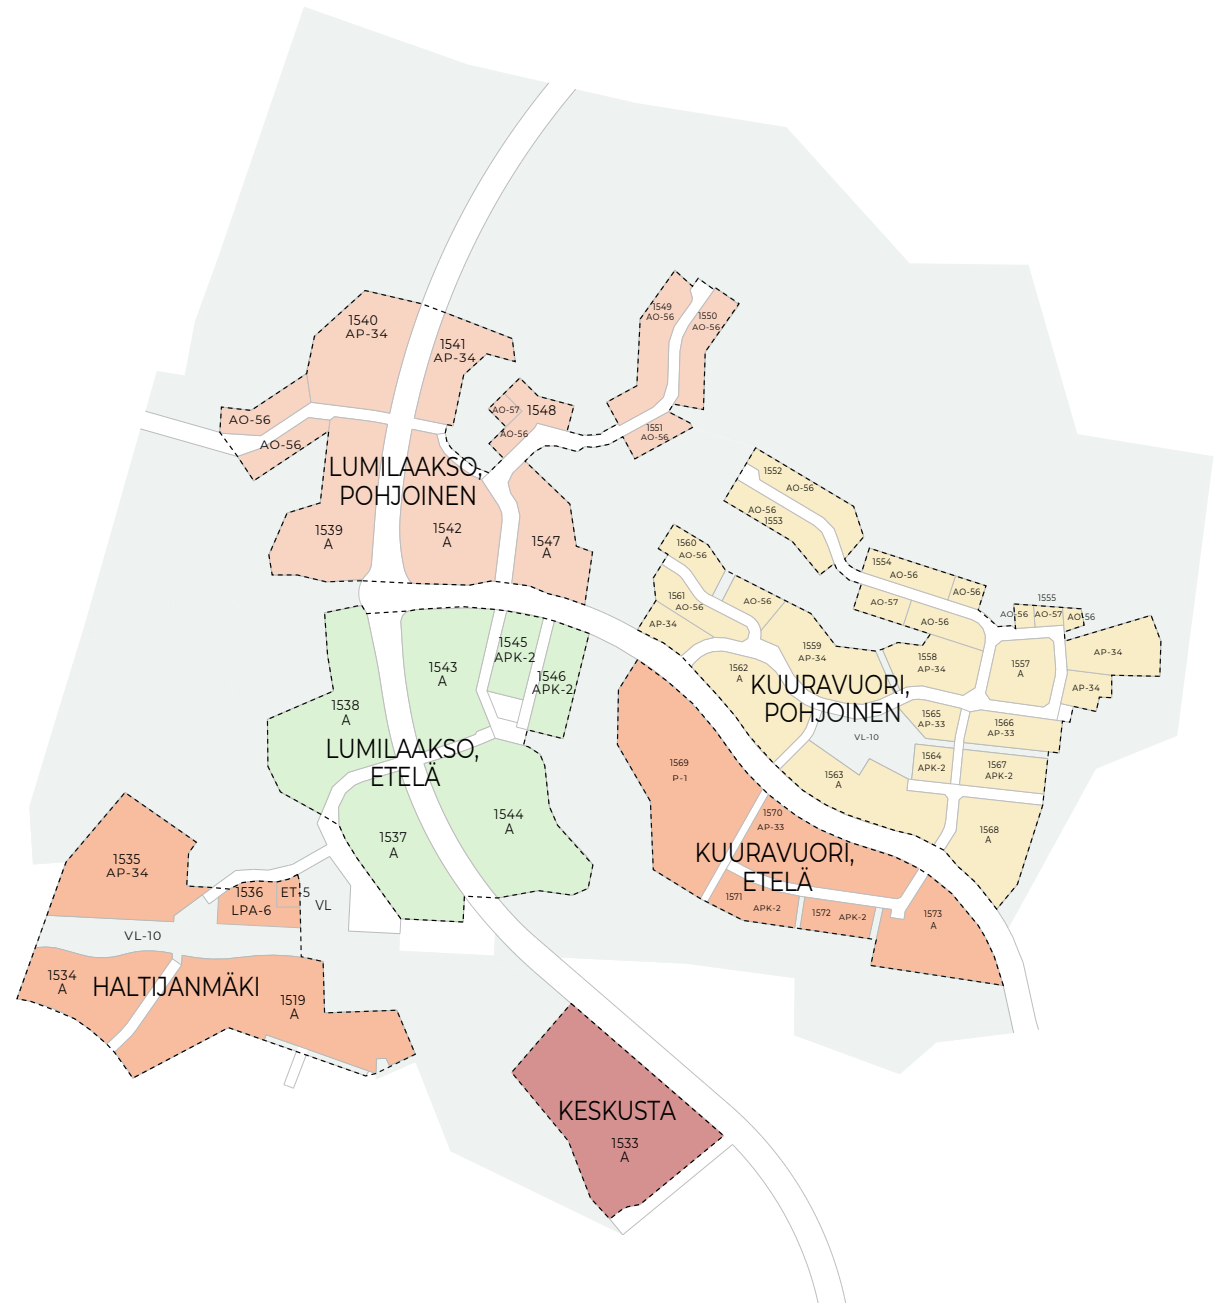 1540
AP-34
1541
AP-34
AO-56
AO-56
AO-57
1548
AO-56
1549
AO-56
1550
AO-56
1551
AO-56
LUMILAAKSO,
POHJOINEN
1539
A
1542
A
1547
A
1552
AO-56
AO-56
1553
1554
AO-56
AO-56
AO-57
AO-56
1555
AO-56
AO-57
AO-56
1560
AO-56
1561
AO-56
AP-34
AO-56
1559
AP-34
1558
AP-34
1557
A
AP-34
AP-34
1562
A
KUURAVUORI,
POHJOINEN
VL-10
1565
AP-33
1566
AP-33
1564
APK-2
1567
APK-2
1563
A
1568
A
1545
APK-2
1546
APK-2
1543
A
1538
A
LUMILAAKSO,
ETELÄ
1544
A
1537
A
1569
P-1
1570
AP-33
KUURAVUORI,
ETELÄ
1571
APK-2
1572
APK-2
1573
A
1535
AP-34
1536
LPA-6
ET-5
VL
VL-10
1534
A
HALTIJANMÄKI
1519
A
KESKUSTA
1533
A